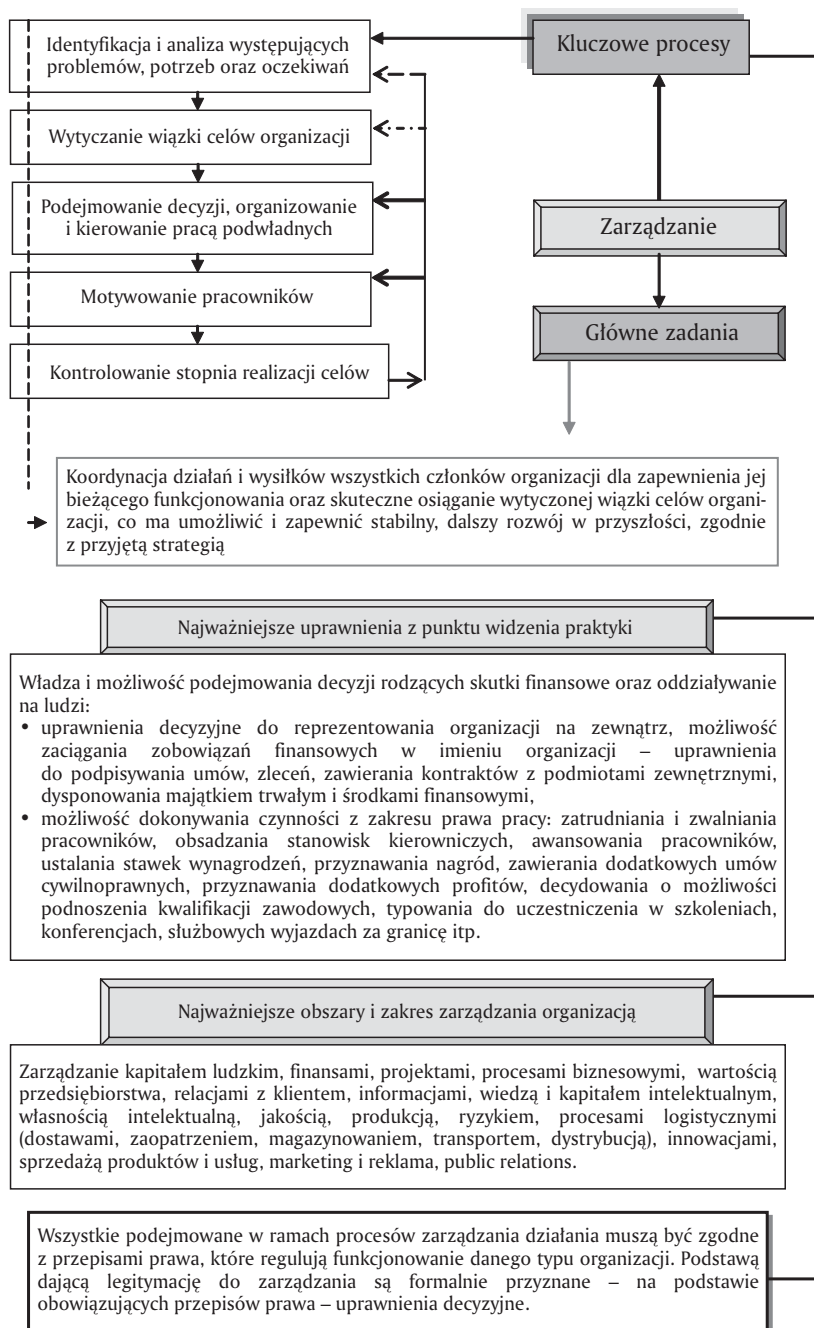 Identyfikacja i analiza występujących
problemów, potrzeb oraz oczekiwań
Wytyczanie wiązki celów organizacji
Podejmowanie decyzji, organizowanie
i kierowanie pracą podwładnych
Motywowanie pracowników
Kontrolowanie stopnia realizacji celów
Kluczowe procesy
Zarządzanie
Główne zadania
Koordynacja działań i wysiłków wszystkich członków organizacji dla zapewnienia jej
bieżącego funkcjonowania oraz skuteczne osiąganie wytyczonej wiązki celów organi-
zacji, co ma umożliwić i zapewnić stabilny, dalszy rozwój w przyszłości, zgodnie
z przyjętą strategią
Najważniejsze uprawnienia z punktu widzenia praktyki
Władza i możliwość podejmowania decyzji rodzących skutki finansowe oraz oddziaływanie
na ludzi:
• uprawnienia decyzyjne do reprezentowania organizacji na zewnątrz, możliwość
zaciągania zobowiązań finansowych w imieniu organizacji – uprawnienia
do podpisywania umów, zleceń, zawierania kontraktów z podmiotami zewnętrznymi,
dysponowania majątkiem trwałym i środkami finansowymi,
• możliwość dokonywania czynności z zakresu prawa pracy: zatrudniania i zwalniania
pracowników, obsadzania stanowisk kierowniczych, awansowania pracowników,
ustalania stawek wynagrodzeń, przyznawania nagród, zawierania dodatkowych umów
cywilnoprawnych, przyznawania dodatkowych profitów, decydowania o możliwości
podnoszenia kwalifikacji zawodowych, typowania do uczestniczenia w szkoleniach,
konferencjach, służbowych wyjazdach za granicę itp.
Najważniejsze obszary i zakres zarządzania organizacją
Zarządzanie kapitałem ludzkim, finansami, projektami, procesami biznesowymi, wartością
przedsiębiorstwa, relacjami z klientem, informacjami, wiedzą i kapitałem intelektualnym,
własnością intelektualną, jakością, produkcją, ryzykiem, procesami logistycznymi
(dostawami, zaopatrzeniem, magazynowaniem, transportem, dystrybucją), innowacjami,
sprzedażą produktów i usług, marketing i reklama, public relations.
Wszystkie podejmowane w ramach procesów zarządzania działania muszą być zgodne
z przepisami prawa, które regulują funkcjonowanie danego typu organizacji. Podstawą
dającą legitymację do zarządzania są formalnie przyznane – na podstawie
obowiązujących przepisów prawa – uprawnienia decyzyjne.